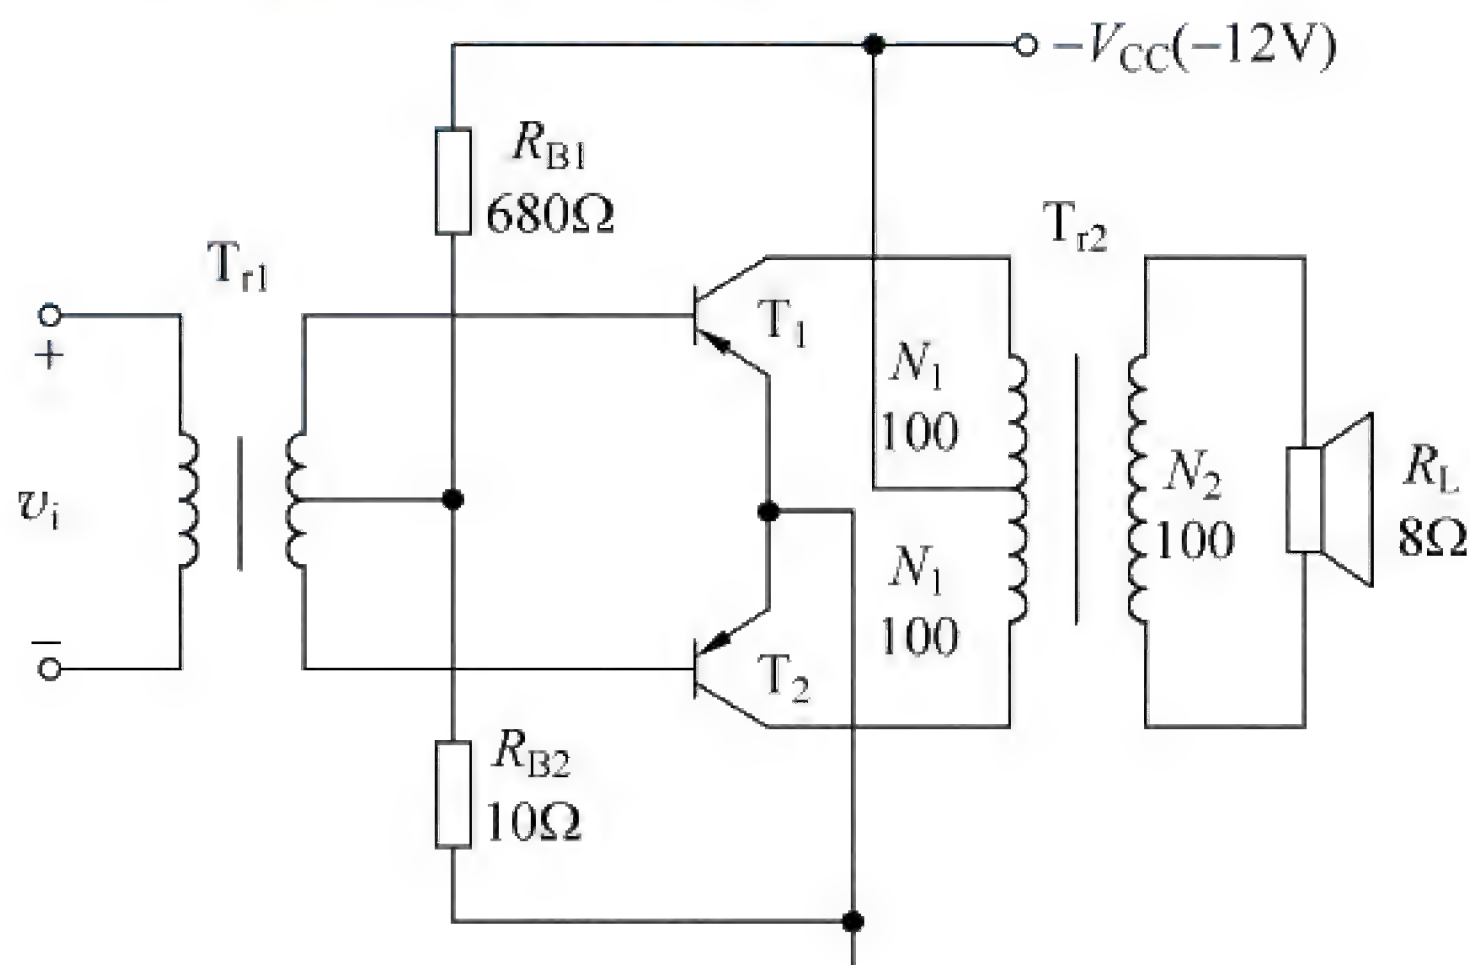 −V_CC(−12V)
R_B1
680Ω
T_r1
T_r2
+
T_1
N_1
100
v_i
N_2
100
R_L
8Ω
N_1
100
−
T_2
R_B2
10Ω